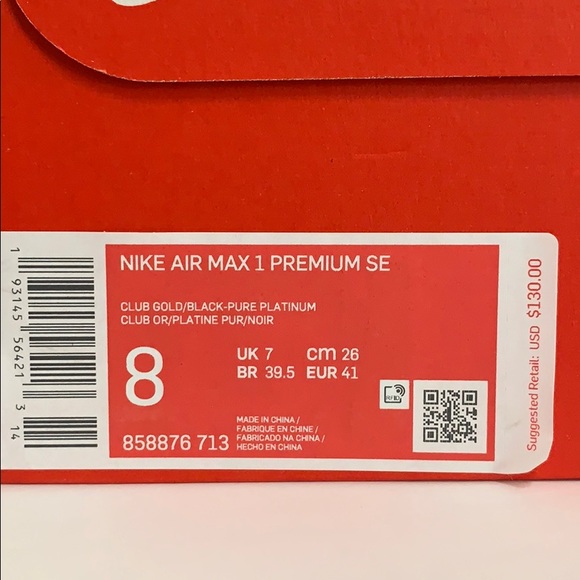 NIKE AIR MAX 1 PREMIUM SE
CLUB GOLD/BLACK-PURE PLATINUM
CLUB OR/PLATINE PUR/NOIR
8
UK 7 cm 26
BR 39.5 EUR 41
858876 713
MADE IN CHINA /
FABRIQUE EN CHINE /
FABRICADO NA CHINA /
HECHO EN CHINA
1 93145 56421 3 14
Suggested Retail: USD $130.00